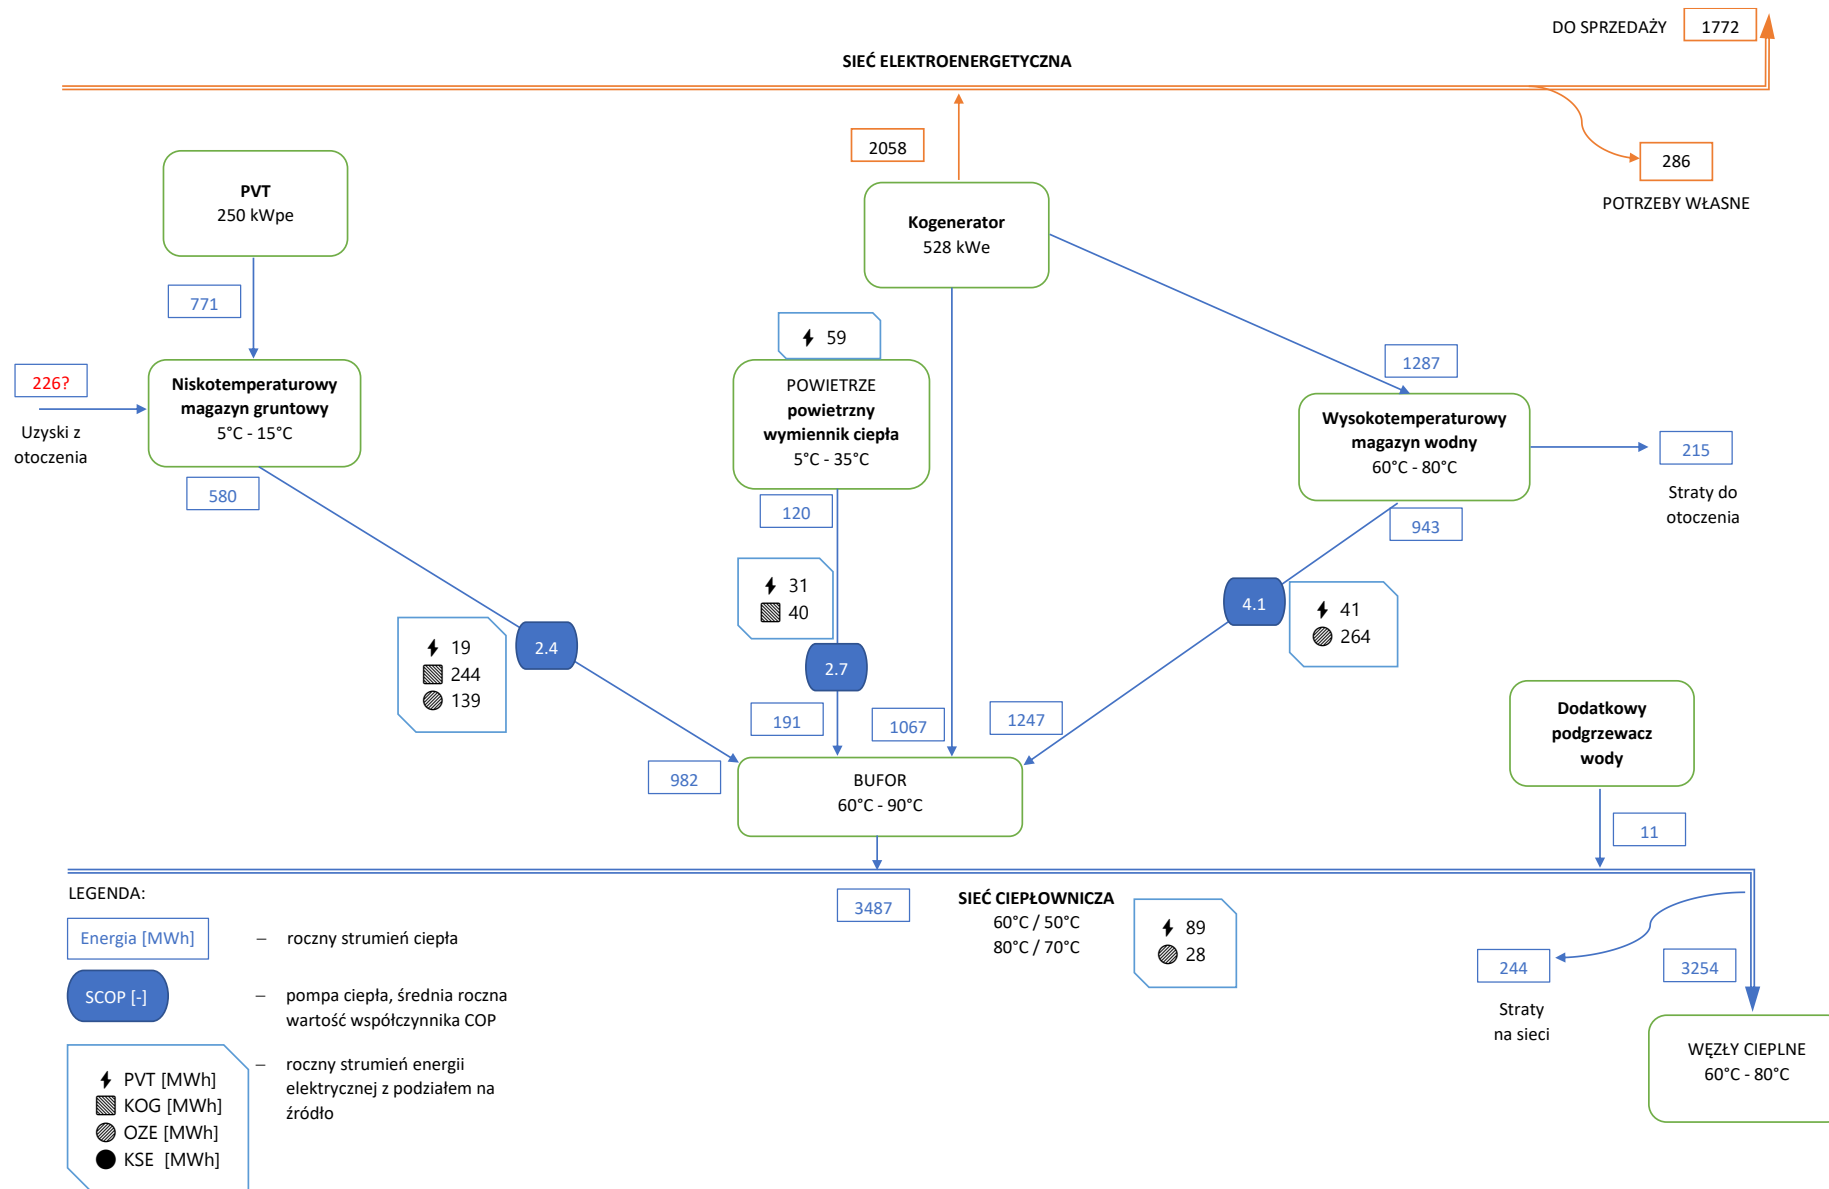 DO SPRZEDAŻY 1772
SIEĆ ELEKTROENERGETYCZNA
2058
286
POTRZEBY WŁASNE
PVT
250 kWpe
Kogenerator
528 kWe
771
59
1287
226?
Uzyski z
otoczenia
Niskotemperaturowy
magazyn gruntowy
5°C - 15°C
POWIETRZE
powietrzny
wymiennik ciepła
5°C - 35°C
Wysokotemperaturowy
magazyn wodny
60°C - 80°C
215
Straty do
otoczenia
580
120
943
31
40
4.1
41
264
19
244
139
2.4
2.7
191
1067
1247
982
BUFOR
60°C - 90°C
Dodatkowy
podgrzewacz
wody
11
3487
SIEĆ CIEPŁOWNICZA
60°C / 50°C
80°C / 70°C
89
28
244
Straty
na sieci
3254
WĘZŁY CIEPLNE
60°C - 80°C
LEGENDA:
Energia [MWh] – roczny strumień ciepła
SCOP [-] – pompa ciepła, średnia roczna
wartość współczynnika COP
PVT [MWh]
KOG [MWh]
OZE [MWh]
KSE [MWh]
– roczny strumień energii
elektrycznej z podziałem na
źródło